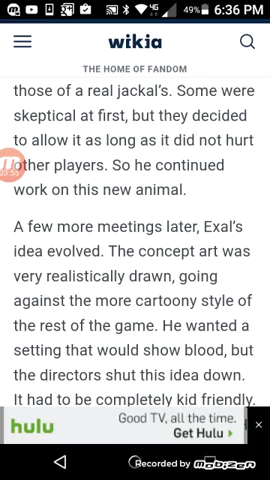 4G
49%
6:36 PM
wikia
THE HOME OF FANDOM
those of a real jackal's. Some were
skeptical at first, but they decided
to allow it as long as it did not hurt
other players. So he continued
work on this new animal.
03:55
A few more meetings later, Exal's
idea evolved. The concept art was
very realistically drawn, going
against the more cartoony style of
the rest of the game. He wanted a
setting that would show blood, but
the directors shut this idea down.
It had to be completely kid friendly.
hulu
Good TV, all the time.
Get Hulu
Recorded by mobizen